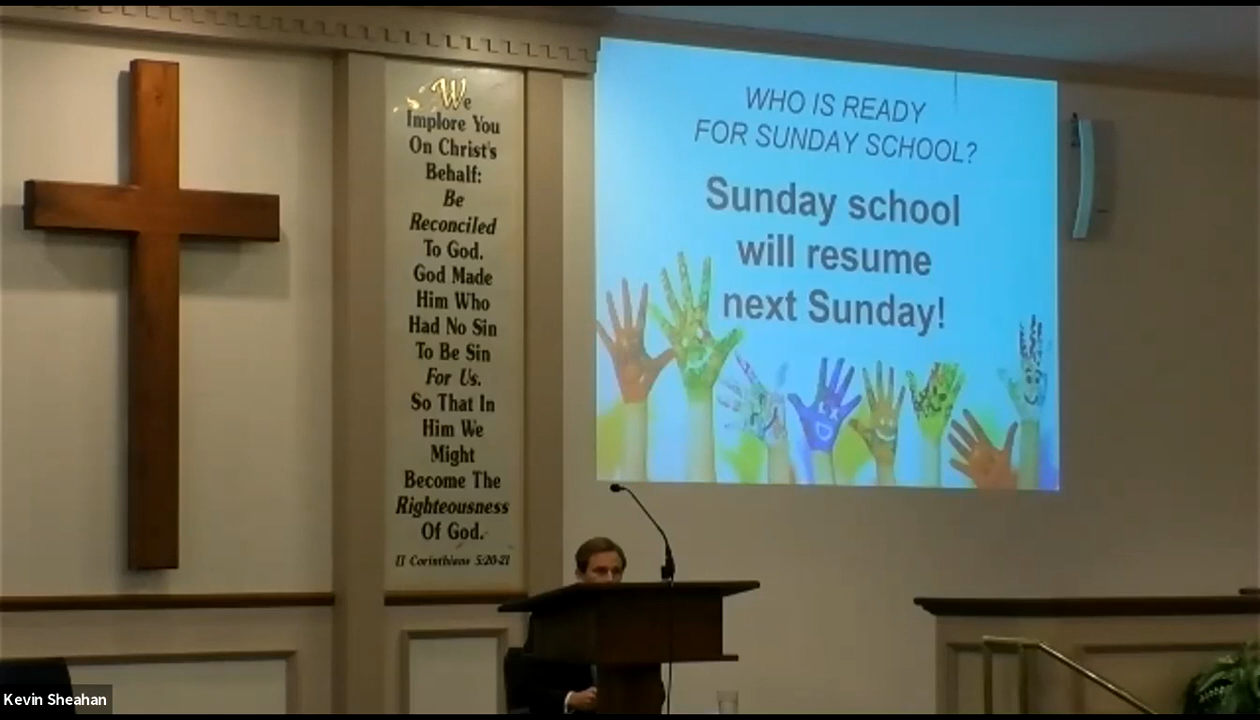 We
Implore You
On Christ's
Behalf:
Be
Reconciled
To God.
God Made
Him Who
Had No Sin
To Be Sin
For Us.
So That In
Him We
Might
Become The
Righteousness
Of God.
II Corinthians 5:20-21
WHO IS READY
FOR SUNDAY SCHOOL?
Sunday school
will resume
next Sunday!
Kevin Sheahan